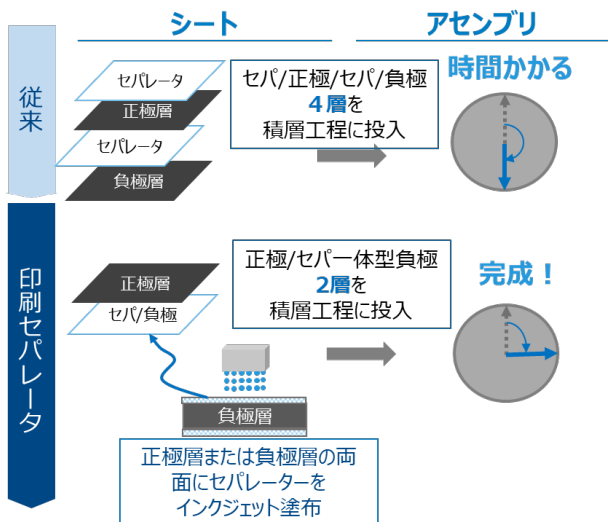 シート
アセンブリ
従来
セパレータ
正極層
セパレータ
負極層
セパ/正極/セパ/負極
4層を
積層工程に投入
時間かかる
印刷セパレータ
正極層
セパ/負極
正極/セパ一体型負極
2層を
積層工程に投入
完成！
負極層
正極層または負極層の両
面にセパレーターを
インクジェット塗布